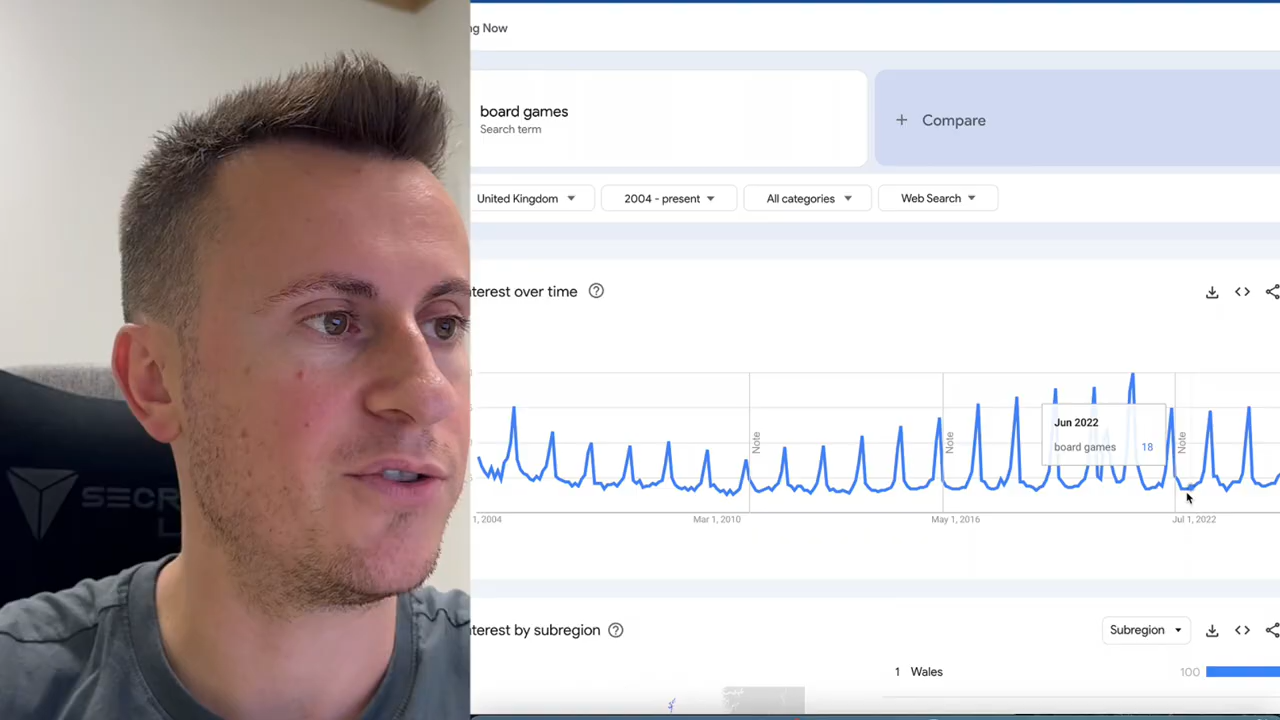 ng Now
board games
Search term
+ Compare
United Kingdom
2004 - present
All categories
Web Search
terest over time
Note
Note
Note
Jun 2022
board games 18
1, 2004
Mar 1, 2010
May 1, 2016
Jul 1, 2022
terest by subregion
Subregion
1 Wales 100
SECR
L